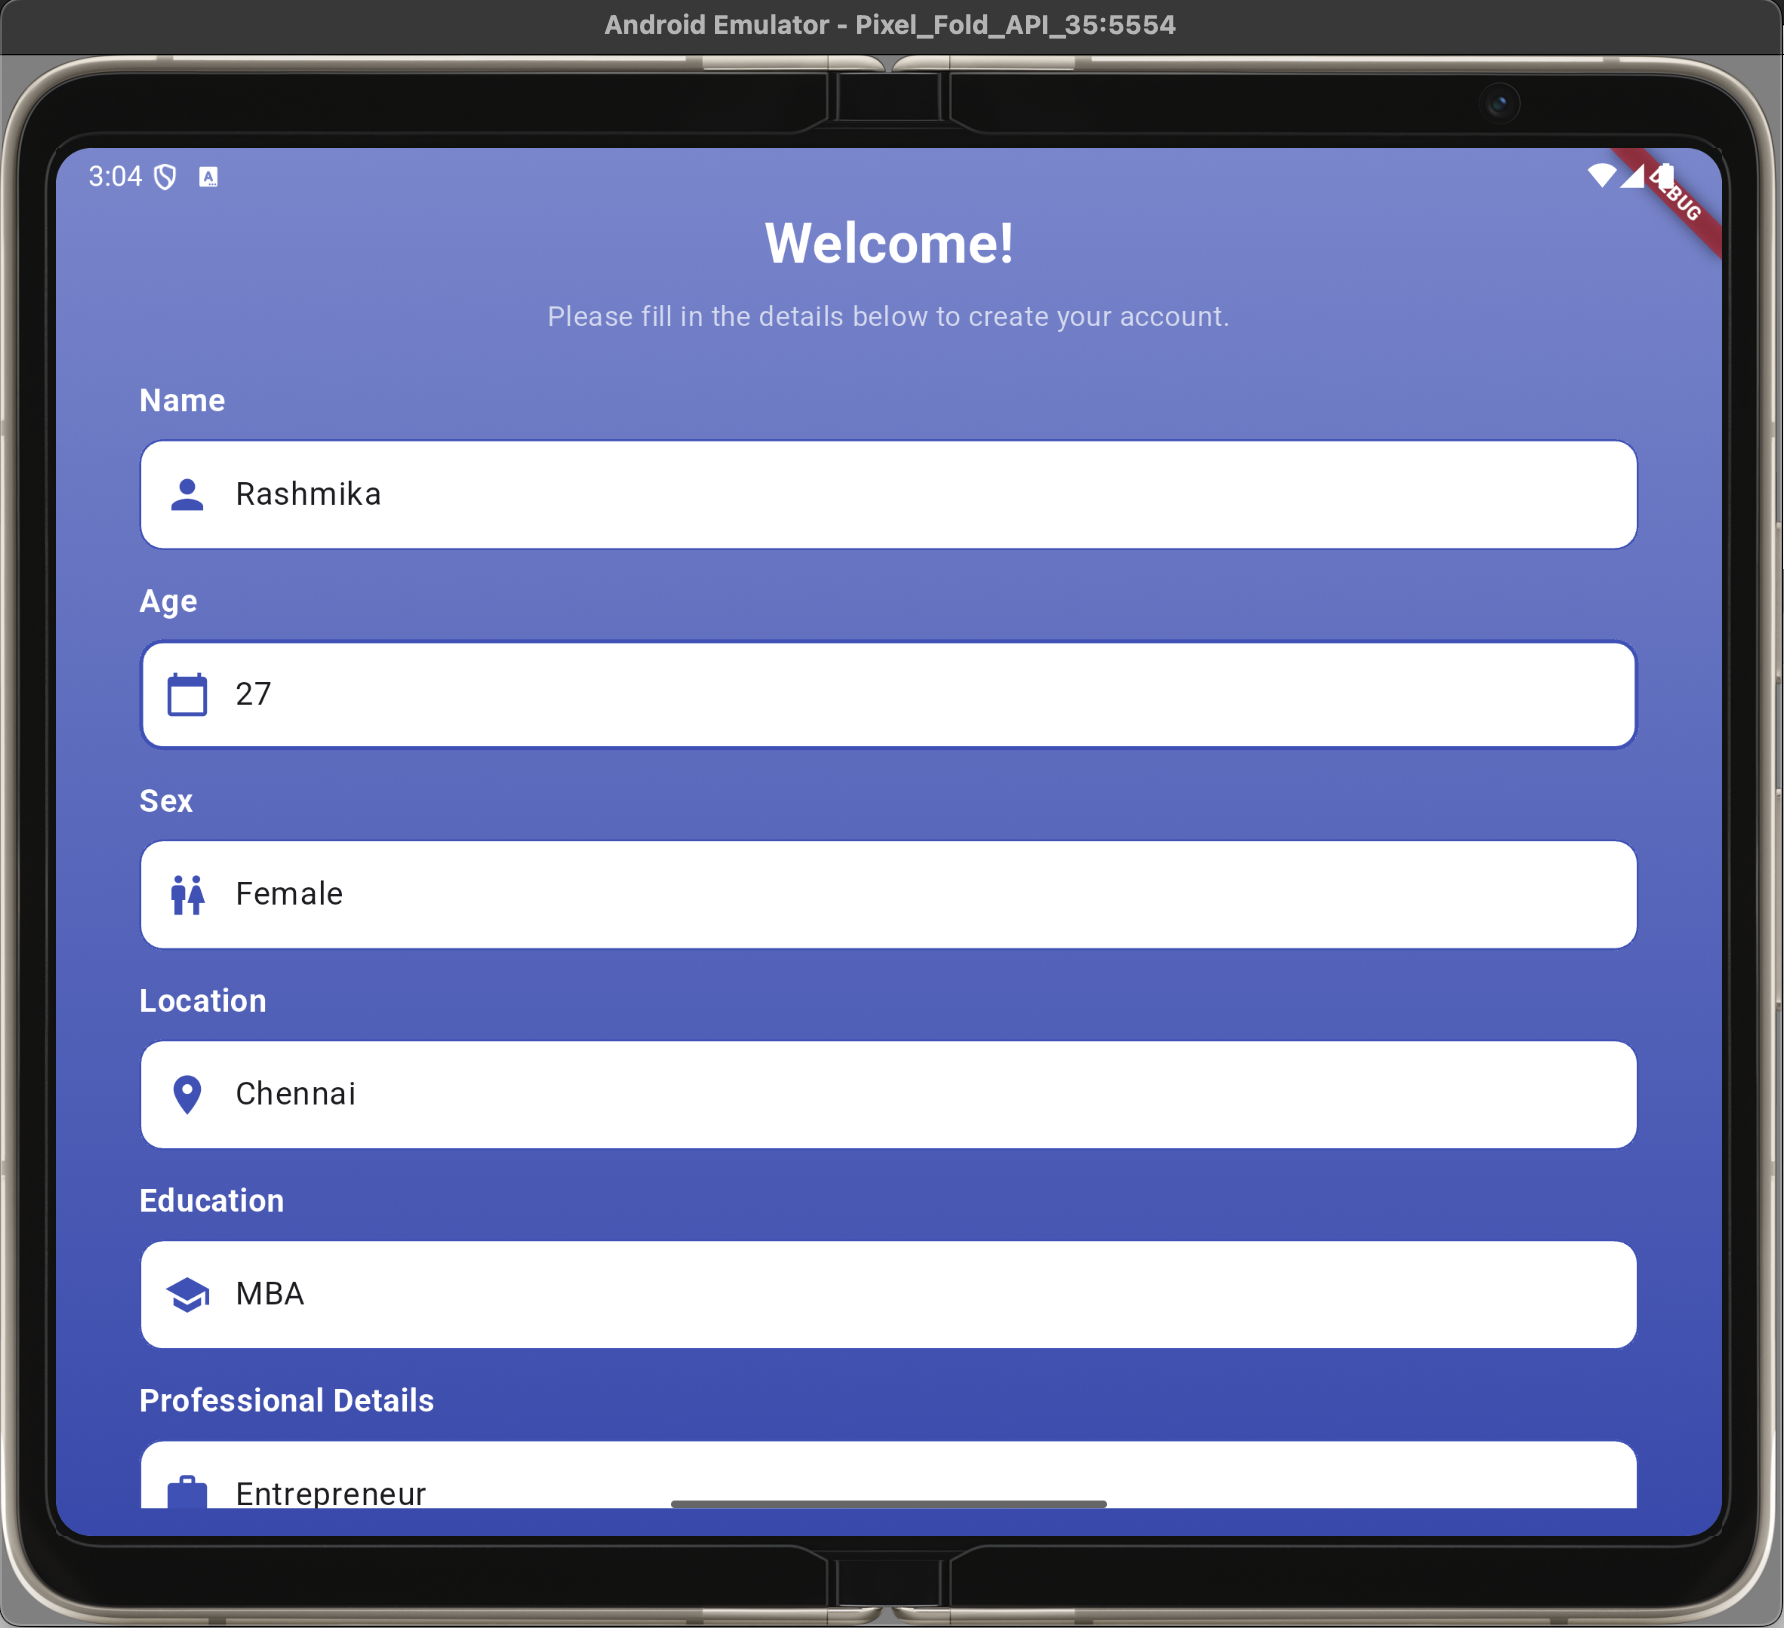 Android Emulator - Pixel_Fold_API_35:5554
3:04
A
DEBUG
Welcome!
Please fill in the details below to create your account.
Name
Rashmika
Age
27
Sex
Female
Location
Chennai
Education
MBA
Professional Details
Entrepreneur